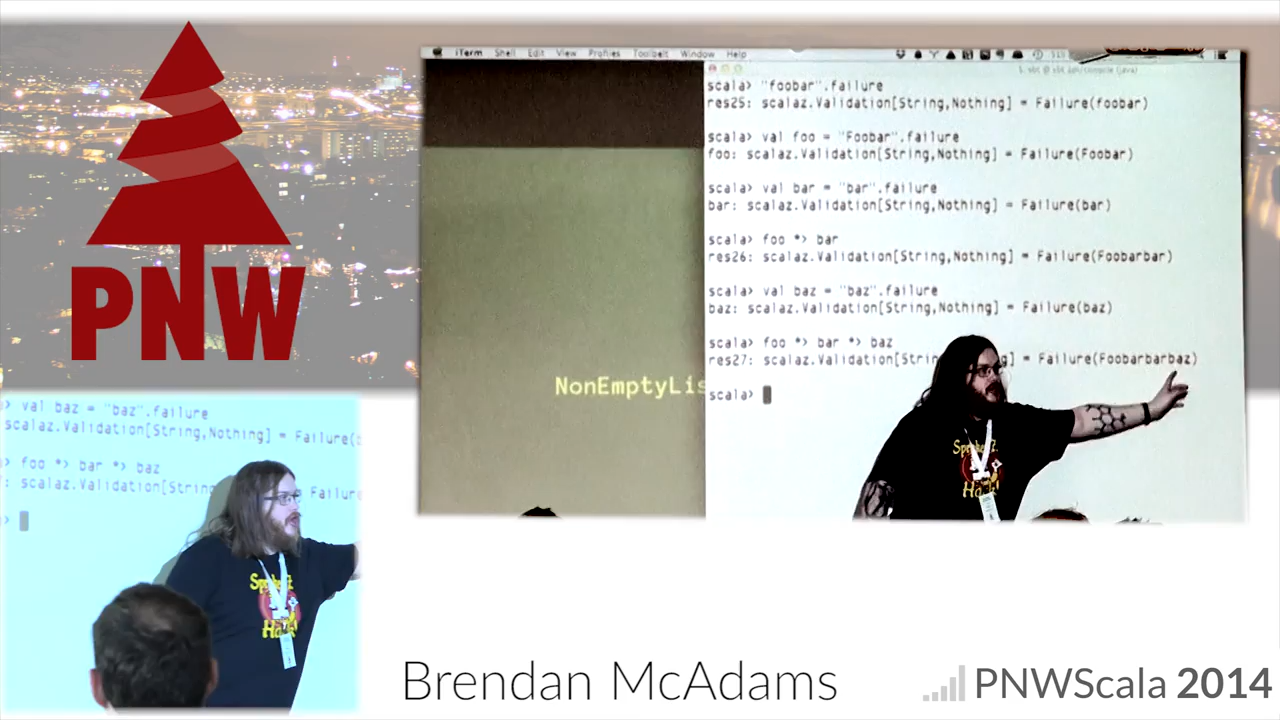 PNW
iTerm Shell Edit View Profiles Toolbelt Window Help
scala> "foobar".failure
res25: scalaz.Validation[String,Nothing] = Failure(foobar)
scala> val foo = "Foobar".failure
foo: scalaz.Validation[String,Nothing] = Failure(Foobar)
scala> val bar = "bar".failure
bar: scalaz.Validation[String,Nothing] = Failure(bar)
scala> foo *> bar
res26: scalaz.Validation[String,Nothing] = Failure(Foobarbar)
scala> val baz = "baz".failure
baz: scalaz.Validation[String,Nothing] = Failure(baz)
scala> foo *> bar *> baz
res27: scalaz.Validation[Strin g] = Failure(Foobarbarbaz)
scala>
NonEmptyLis
> val baz = "baz".failure
scalaz.Validation[String,Nothing] = Failure(
> foo *> bar *> baz
: scalaz.Validation[Strin Failure
>
Brendan McAdams
PNWScala 2014